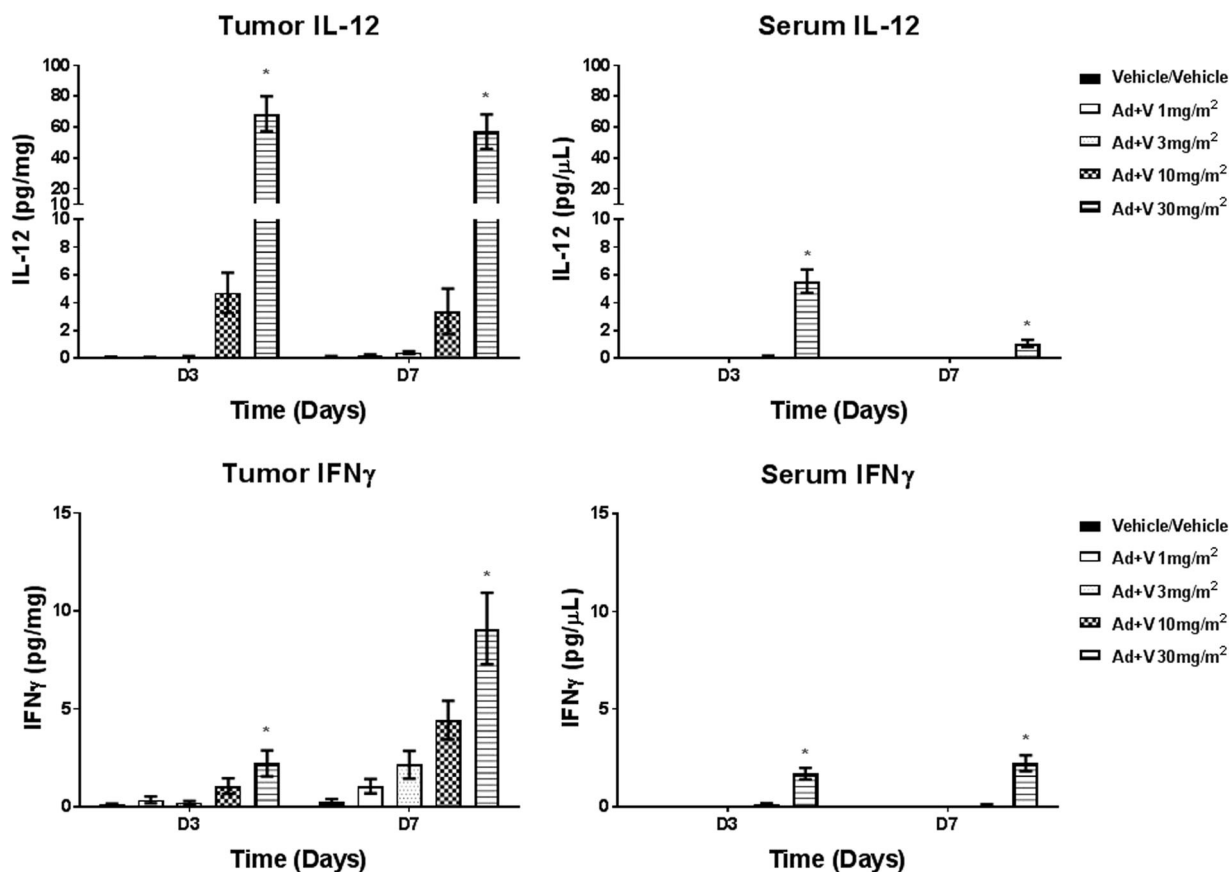 Tumor IL-12
Serum IL-12
IL-12 (pg/mg)
100
80
60
40
20
10
10
8
6
4
2
0
*
*
D3
D7
Time (Days)
IL-12 (pg/μL)
100
80
60
40
20
0
10
8
6
4
2
0
*
*
D3
D7
Time (Days)
Vehicle/Vehicle
Ad+V 1mg/m²
Ad+V 3mg/m²
Ad+V 10mg/m²
Ad+V 30mg/m²
Tumor IFNγ
Serum IFNγ
IFNγ (pg/mg)
15
10
5
0
*
*
D3
D7
Time (Days)
IFNγ (pg/μL)
15
10
5
0
*
*
D3
D7
Time (Days)
Vehicle/Vehicle
Ad+V 1mg/m²
Ad+V 3mg/m²
Ad+V 10mg/m²
Ad+V 30mg/m²